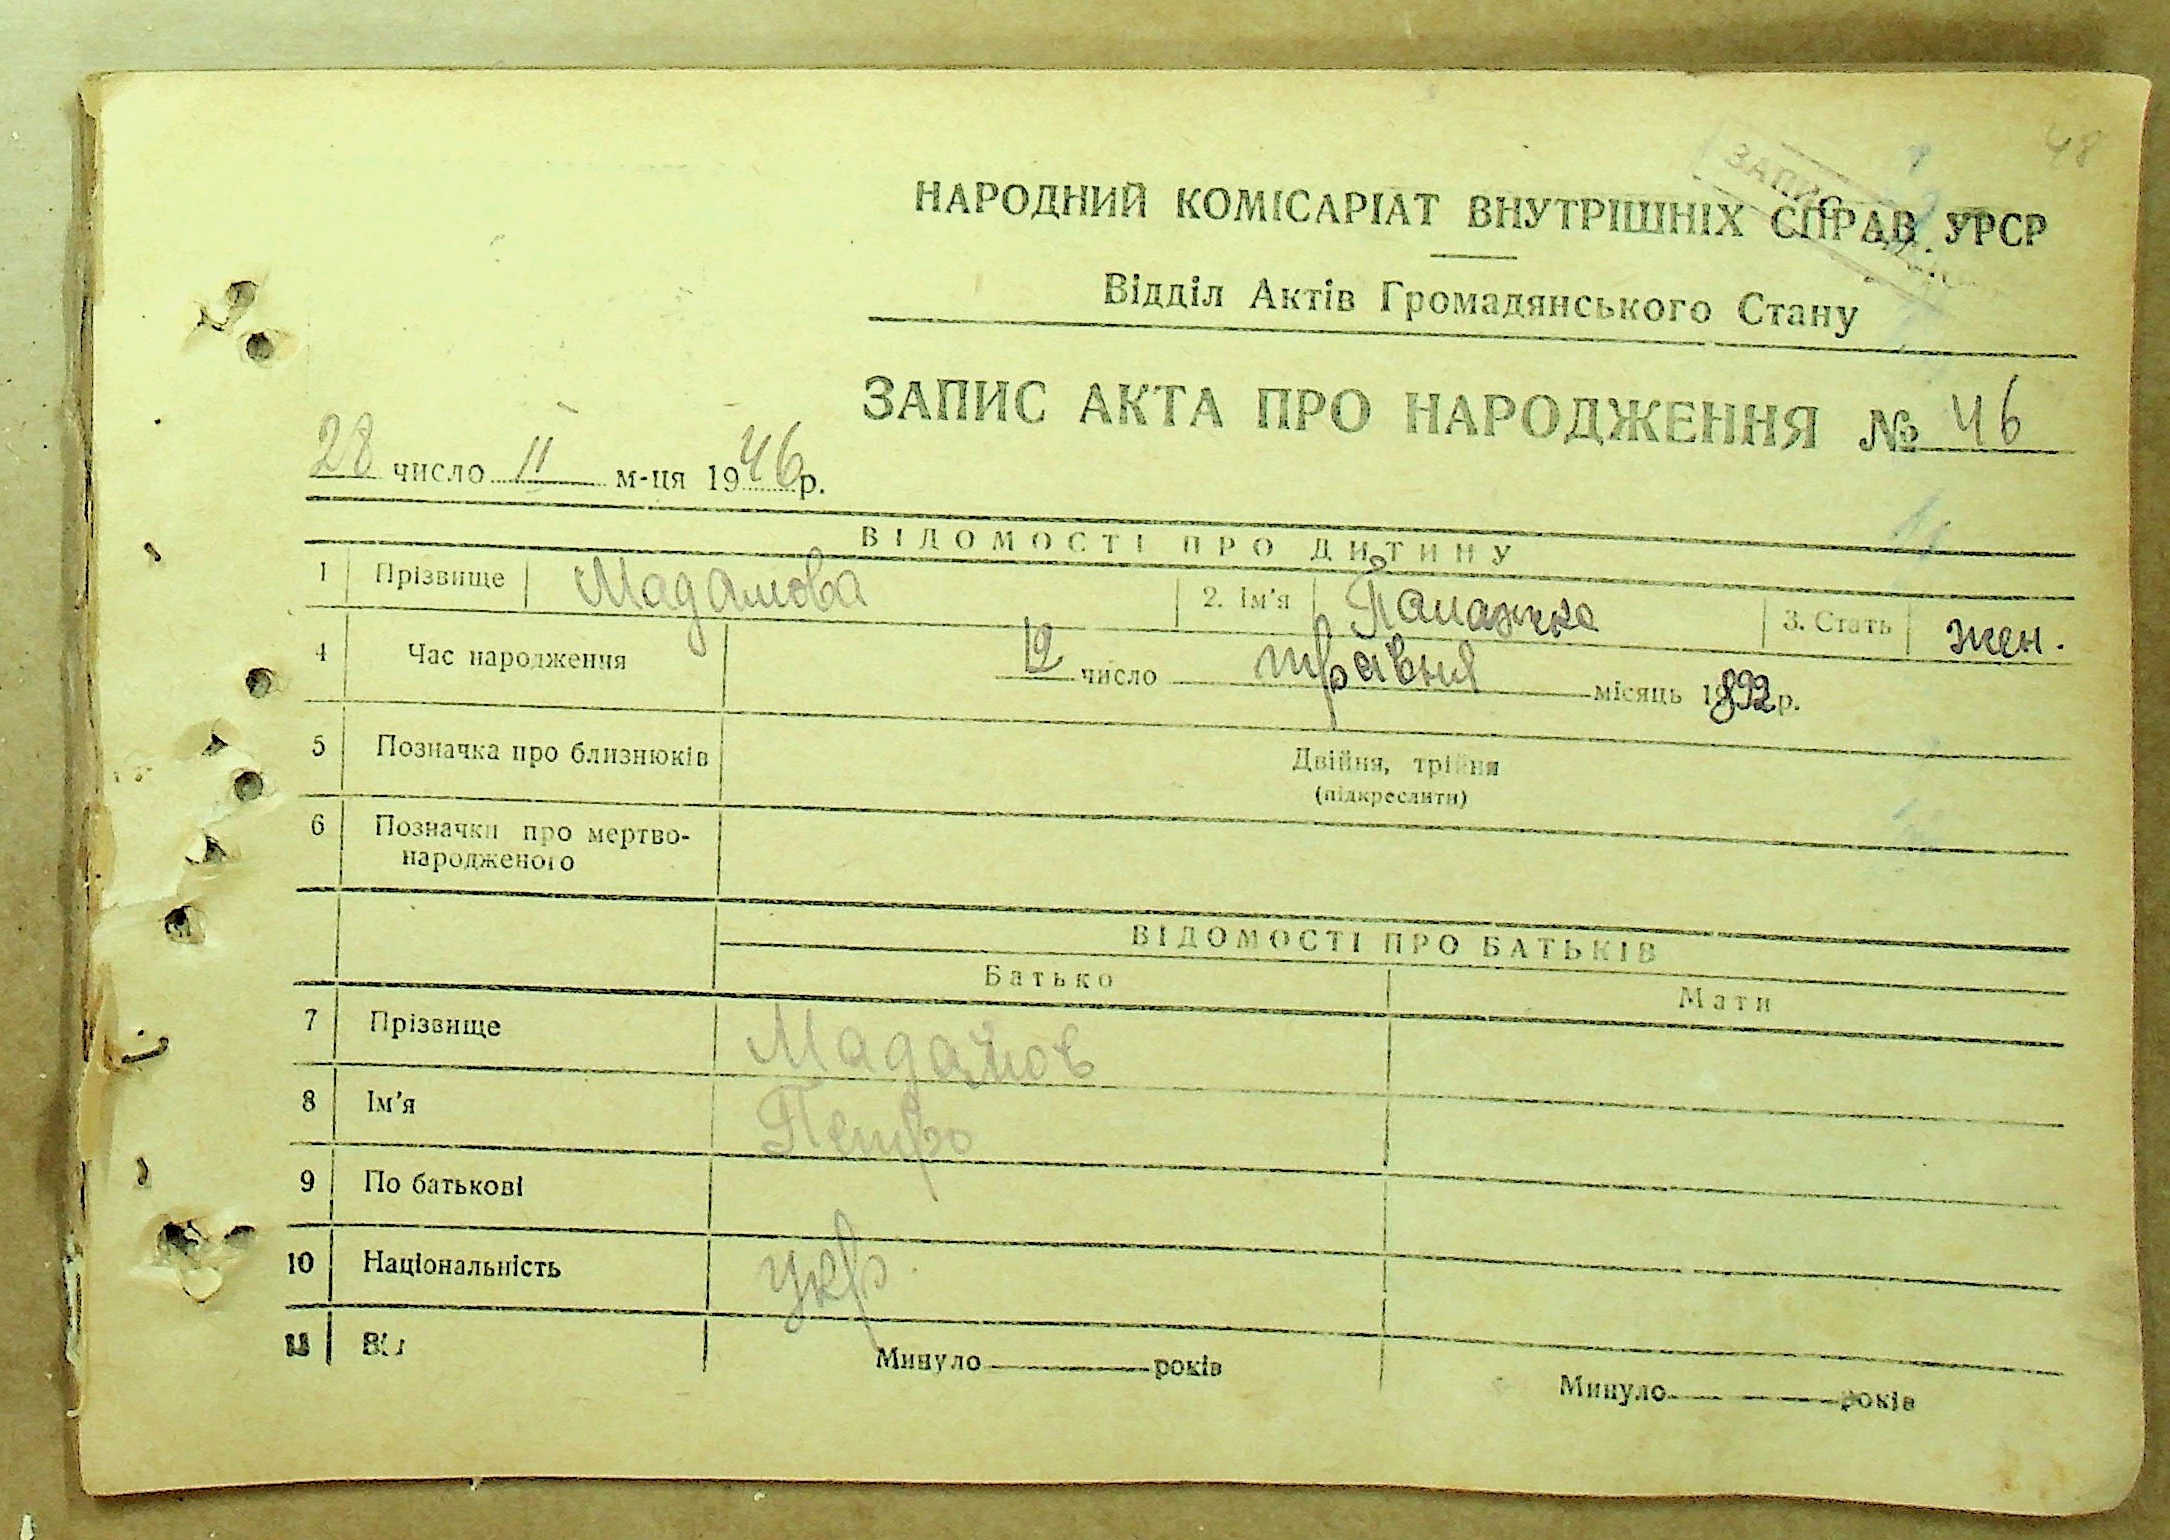 48
ЗАПИС
НАРОДНИЙ КОМІСАРІАТ ВНУТРІШНІХ СПРАВ УРСР
Відділ Актів Громадянського Стану
ЗАПИС АКТА ПРО НАРОДЖЕННЯ № 46
28 число II м-ця 1946 р.
ВІДОМОСТІ ПРО ДИТИНУ
1 Прізвище Мадамова 2. Ім'я 3. Стать жен.
4 Час народження 12 число травня місяць 1892 р.
5 Позначка про близнюків Двійня, трійня
(підкреслити)
6 Позначки про мертво-
народженого
ВІДОМОСТІ ПРО БАТЬКІВ
Батько Мати
7 Прізвище Мадамов
8 Ім'я Петро
9 По батькові
10 Національність укр.
11 Вік Минуло років Минуло років